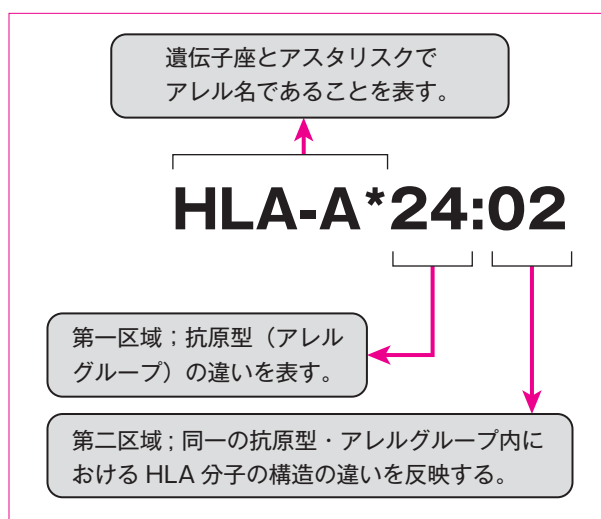 遺伝子座とアスタリスクで
アレル名であることを表す。
HLA-A*24:02
第一区域；抗原型（アレル
グループ）の違いを表す。
第二区域；同一の抗原型・アレルグループ内に
おける HLA 分子の構造の違いを反映する。